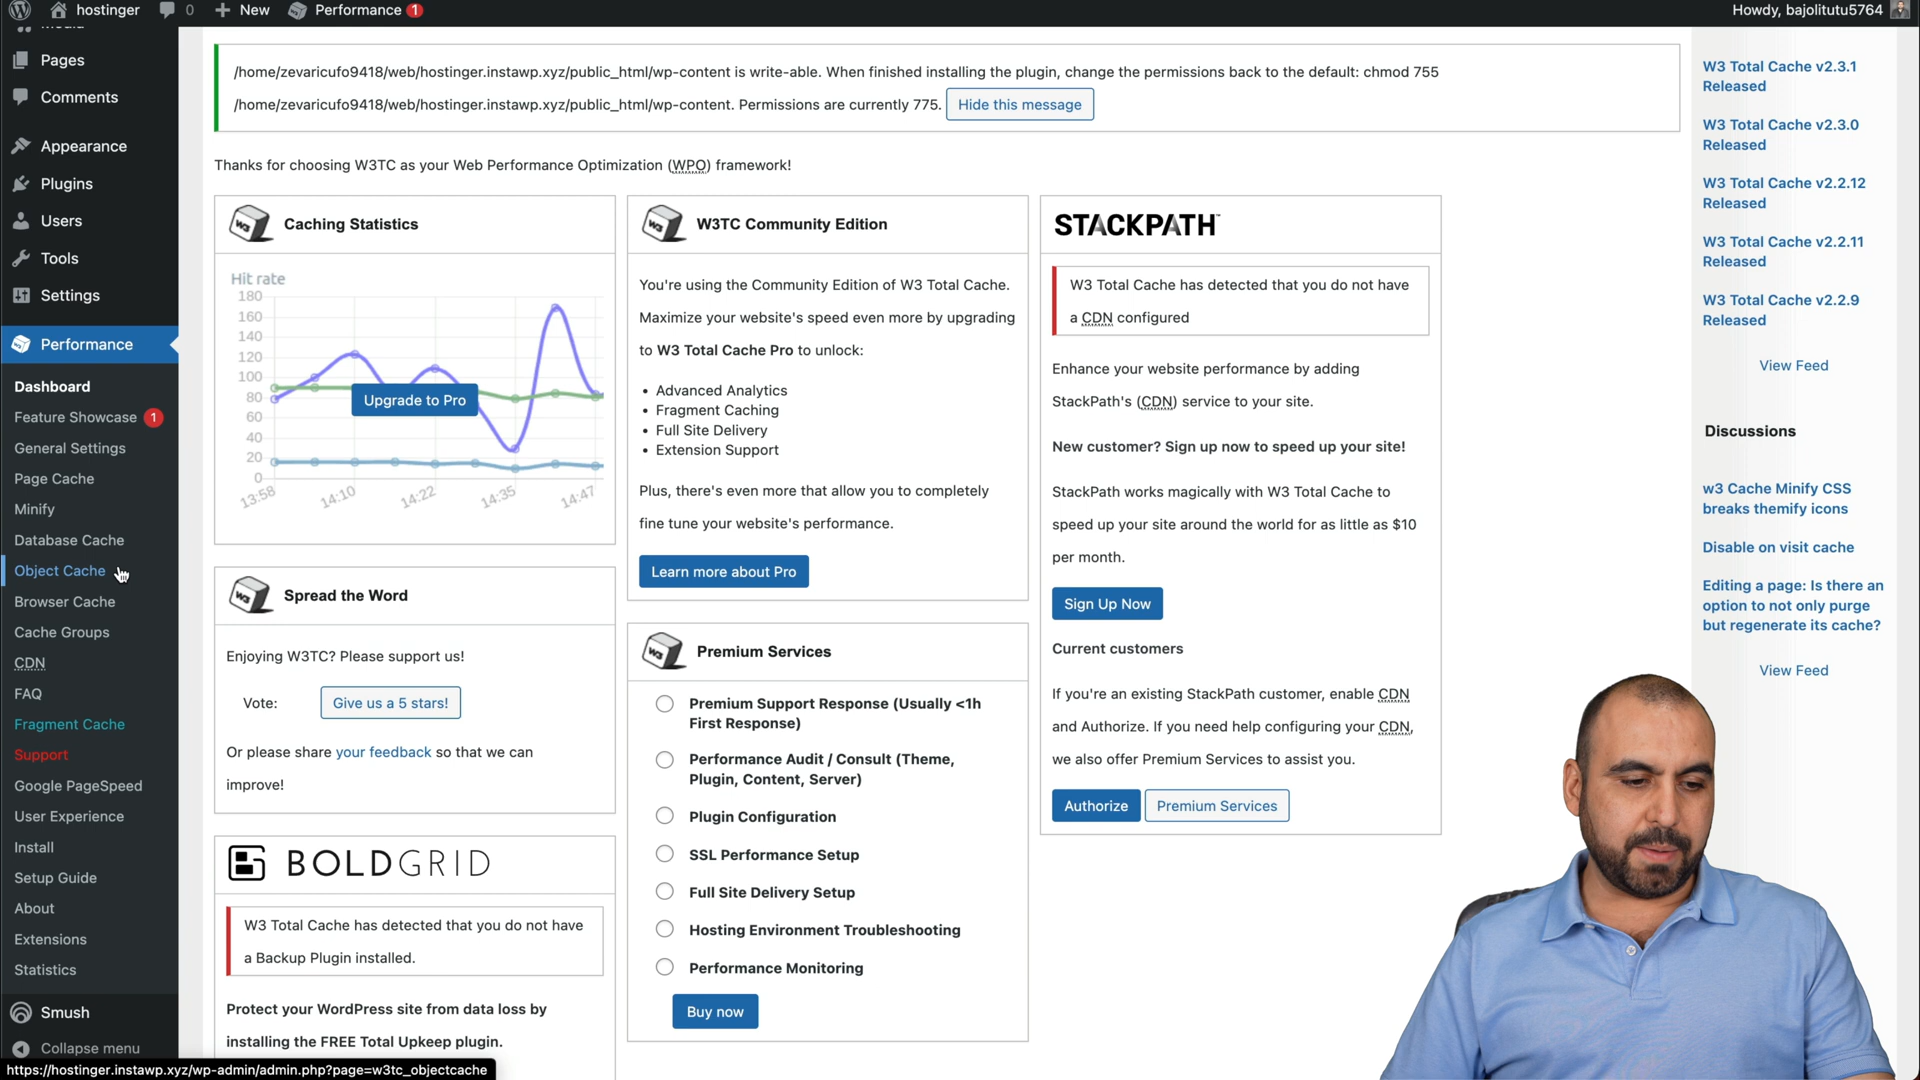 hostinger
0
New
Performance 1
Howdy, bajolitutu5764
Media
Pages
Comments
Appearance
Plugins
Users
Tools
Settings
Performance
Dashboard
Feature Showcase 1
General Settings
Page Cache
Minify
Database Cache
Object Cache
Browser Cache
Cache Groups
CDN
FAQ
Fragment Cache
Support
Google PageSpeed
User Experience
Install
Setup Guide
About
Extensions
Statistics
Smush
Collapse menu
https://hostinger.instawp.xyz/wp-admin/admin.php?page=w3tc_objectcache
/home/zevaricufo9418/web/hostinger.instawp.xyz/public_html/wp-content is write-able. When finished installing the plugin, change the permissions back to the default: chmod 755
/home/zevaricufo9418/web/hostinger.instawp.xyz/public_html/wp-content. Permissions are currently 775. Hide this message
Thanks for choosing W3TC as your Web Performance Optimization (WPO) framework!
W3
Caching Statistics
Hit rate
180
160
140
120
100
80
60
40
20
0
13:58
14:10
14:22
14:35
14:47
Upgrade to Pro
W3
Spread the Word
Enjoying W3TC? Please support us!
Vote: Give us a 5 stars!
Or please share your feedback so that we can
improve!
BOLDGRID
W3 Total Cache has detected that you do not have
a Backup Plugin installed.
Protect your WordPress site from data loss by
installing the FREE Total Upkeep plugin.
W3
W3TC Community Edition
You're using the Community Edition of W3 Total Cache.
Maximize your website's speed even more by upgrading
to W3 Total Cache Pro to unlock:
• Advanced Analytics
• Fragment Caching
• Full Site Delivery
• Extension Support
Plus, there's even more that allow you to completely
fine tune your website's performance.
Learn more about Pro
W3
Premium Services
Premium Support Response (Usually <1h
First Response)
Performance Audit / Consult (Theme,
Plugin, Content, Server)
Plugin Configuration
SSL Performance Setup
Full Site Delivery Setup
Hosting Environment Troubleshooting
Performance Monitoring
Buy now
STACKPATH™
W3 Total Cache has detected that you do not have
a CDN configured
Enhance your website performance by adding
StackPath's (CDN) service to your site.
New customer? Sign up now to speed up your site!
StackPath works magically with W3 Total Cache to
speed up your site around the world for as little as $10
per month.
Sign Up Now
Current customers
If you're an existing StackPath customer, enable CDN
and Authorize. If you need help configuring your CDN,
we also offer Premium Services to assist you.
Authorize
Premium Services
W3 Total Cache v2.3.1
Released
W3 Total Cache v2.3.0
Released
W3 Total Cache v2.2.12
Released
W3 Total Cache v2.2.11
Released
W3 Total Cache v2.2.9
Released
View Feed
Discussions
w3 Cache Minify CSS
breaks themify icons
Disable on visit cache
Editing a page: Is there an
option to not only purge
but regenerate its cache?
View Feed